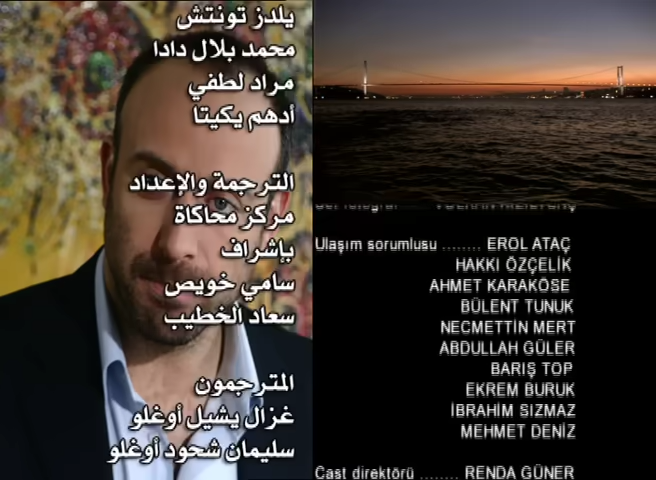 يلدز تونتش
محمد بلال دادا
مراد لطفي
أدهم يكيتا
الترجمة والإعداد
مركز محاكاة
بإشراف
سامي خويص
سعاد الخطيب
المترجمون
غزال يشيل أوغلو
سليمان شحود أوغلو
Ulaşım sorumlusu ........ EROL ATAÇ
HAKKI ÖZÇELİK
AHMET KARAKÖSE
BÜLENT TUNUK
NECMETTİN MERT
ABDULLAH GÜLER
BARIŞ TOP
EKREM BURUK
İBRAHİM SIZMAZ
MEHMET DENİZ
Cast direktörü ........ RENDA GÜNER